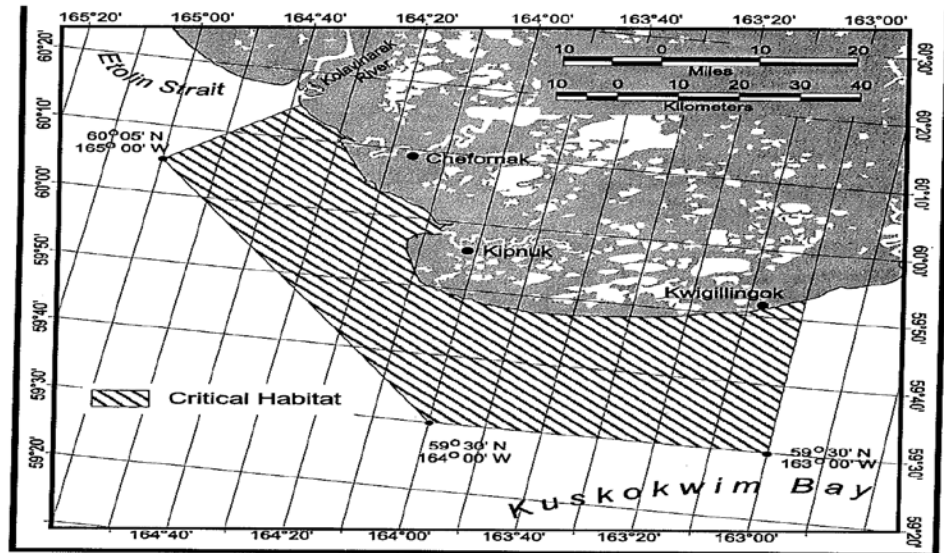 165°20' 165°00' 164°40' 164°20' 164°00' 163°40' 163°20' 163°00'
60°20'
60°10'
60°00'
59°50'
59°40'
59°30'
59°20'
Etolin Strait
Kolavinarak
River
10 0 10 20
Miles
10 0 10 20 30 40
Kilometers
60°30'
60°20'
60°10'
60°00'
59°50'
59°40'
59°30'
59°20'
60° 05' N
165° 00' W
Chefornak
Kipnuk
Kwigillingok
Critical Habitat
59° 30' N
164° 00' W
59° 30' N
163° 00' W
Kuskokwim Bay
164°40' 164°20' 164°00' 163°40' 163°20' 163°00'